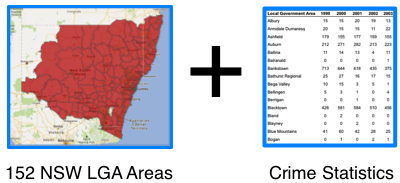 Local Government Area 1999 2000 2001 2002 2003
Albury 15 15 20 19 13
Armidale Dumaresq 20 15 15 11 22
Ashfield 179 155 177 159 155
Auburn 212 271 282 213 223
Ballina 11 14 13 4 11
Balranald 0 0 0 0 1
Bankstown 713 644 618 435 375
Bathurst Regional 25 27 16 17 15
Bega Valley 10 15 3 5 1
Bellingen 5 3 1 0 4
Berrigan 0 1 0 0 0
Blacktown 426 591 584 510 498
Bland 0 2 0 0 0
Blayney 0 2 0 0 1
Blue Mountains 41 60 42 28 25
Bogan 1 0 2 1
+
152 NSW LGA Areas
Crime Statistics